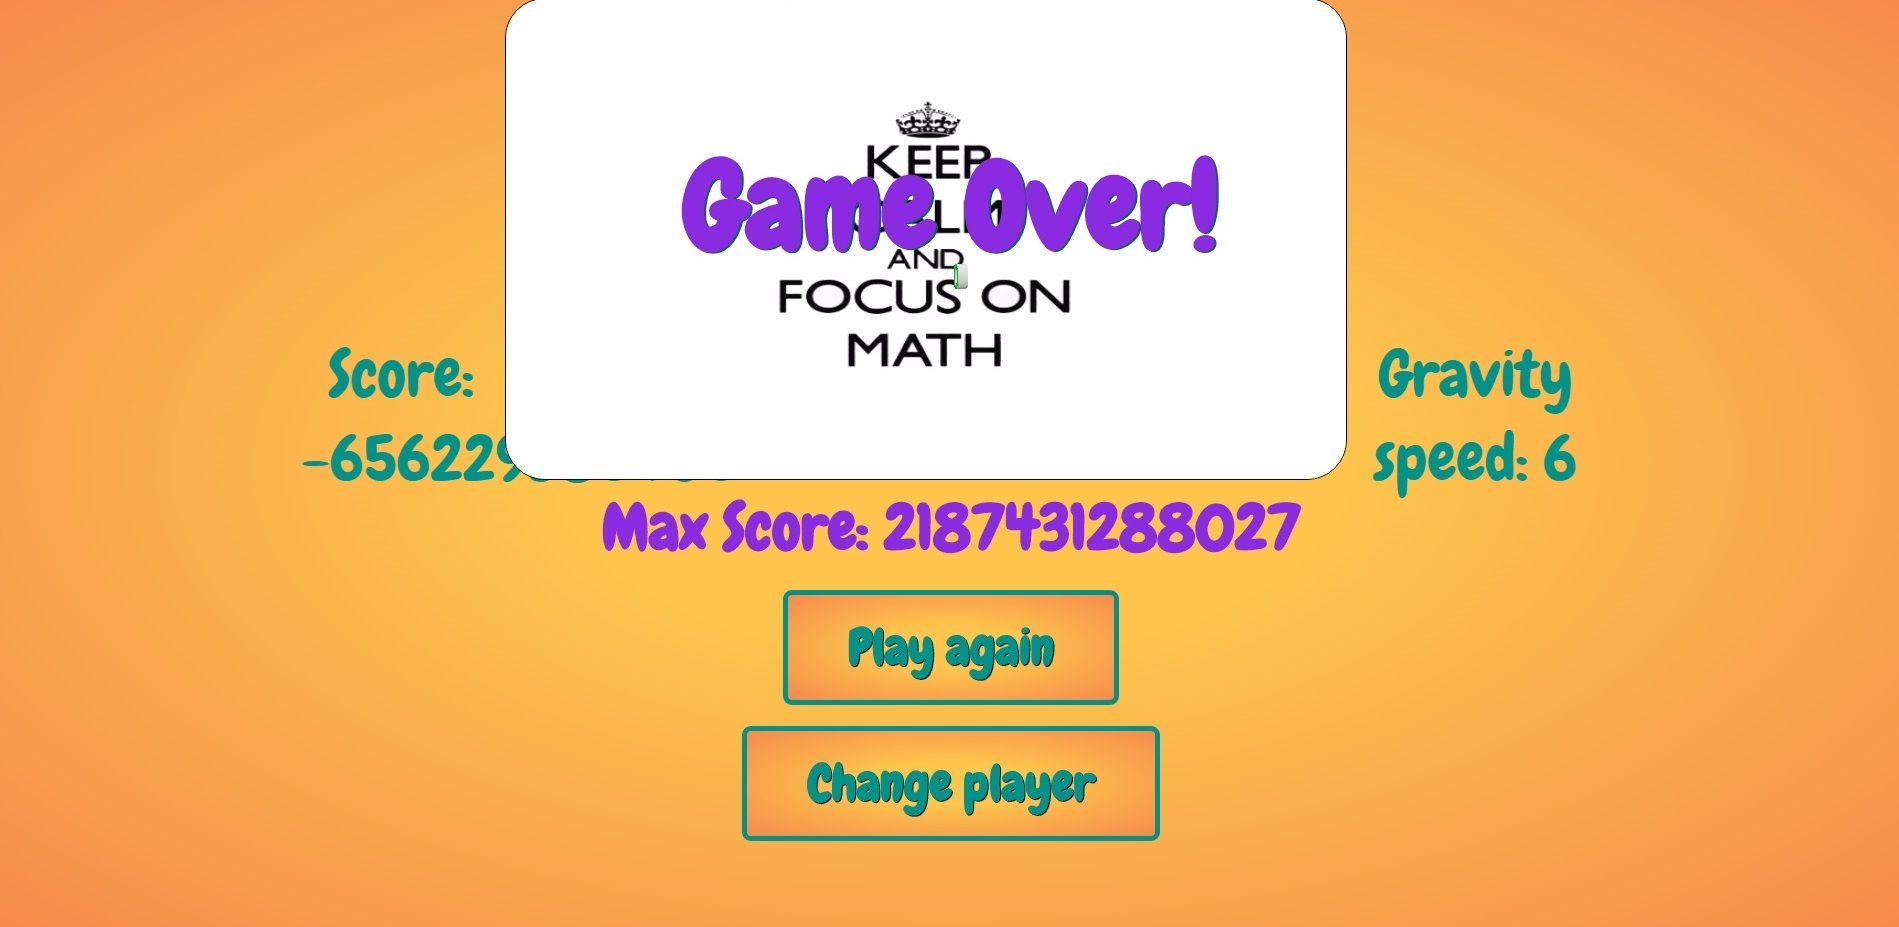 KEEP
Game Over!
AND
FOCUS ON
MATH
Score:
Gravity
speed: 6
Max Score: 2187431288027
Play again
Change player